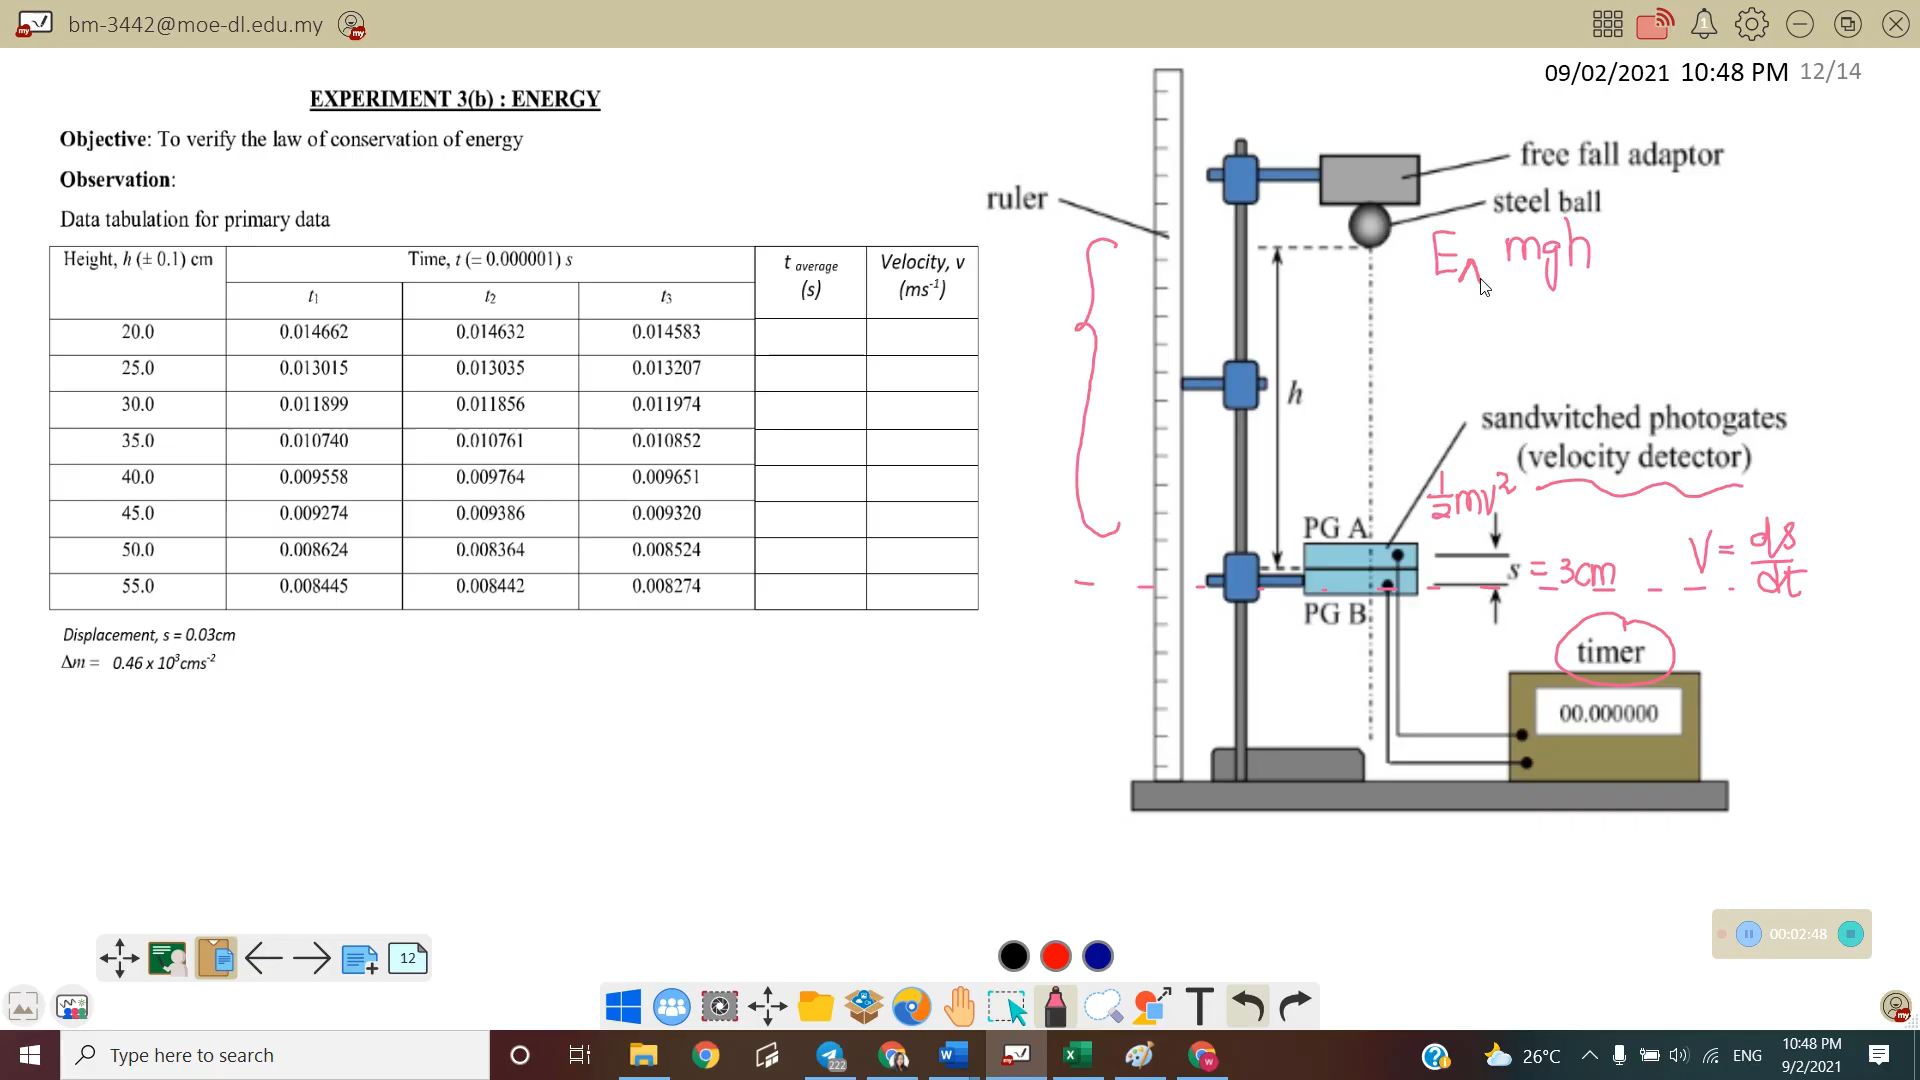 bm-3442@moe-dl.edu.my
09/02/2021 10:48 PM 12/14
EXPERIMENT 3(b) : ENERGY
Objective: To verify the law of conservation of energy
Observation:
Data tabulation for primary data
Height, h (± 0.1) cm Time, t (= 0.000001) s t average (s) Velocity, v (ms-1)
t1 t2 t3
20.0 0.014662 0.014632 0.014583
25.0 0.013015 0.013035 0.013207
30.0 0.011899 0.011856 0.011974
35.0 0.010740 0.010761 0.010852
40.0 0.009558 0.009764 0.009651
45.0 0.009274 0.009386 0.009320
50.0 0.008624 0.008364 0.008524
55.0 0.008445 0.008442 0.008274
Displacement, s = 0.03cm
Δm = 0.46 x 10³cms-2
free fall adaptor
ruler
steel ball
mgh
h
sandwitched photogates
(velocity detector)
½mv²
PG A
s = 3cm
V = ds/dt
PG B
timer
00.000000
00:02:48
12
Type here to search
222
26°C
ENG
10:48 PM
9/2/2021